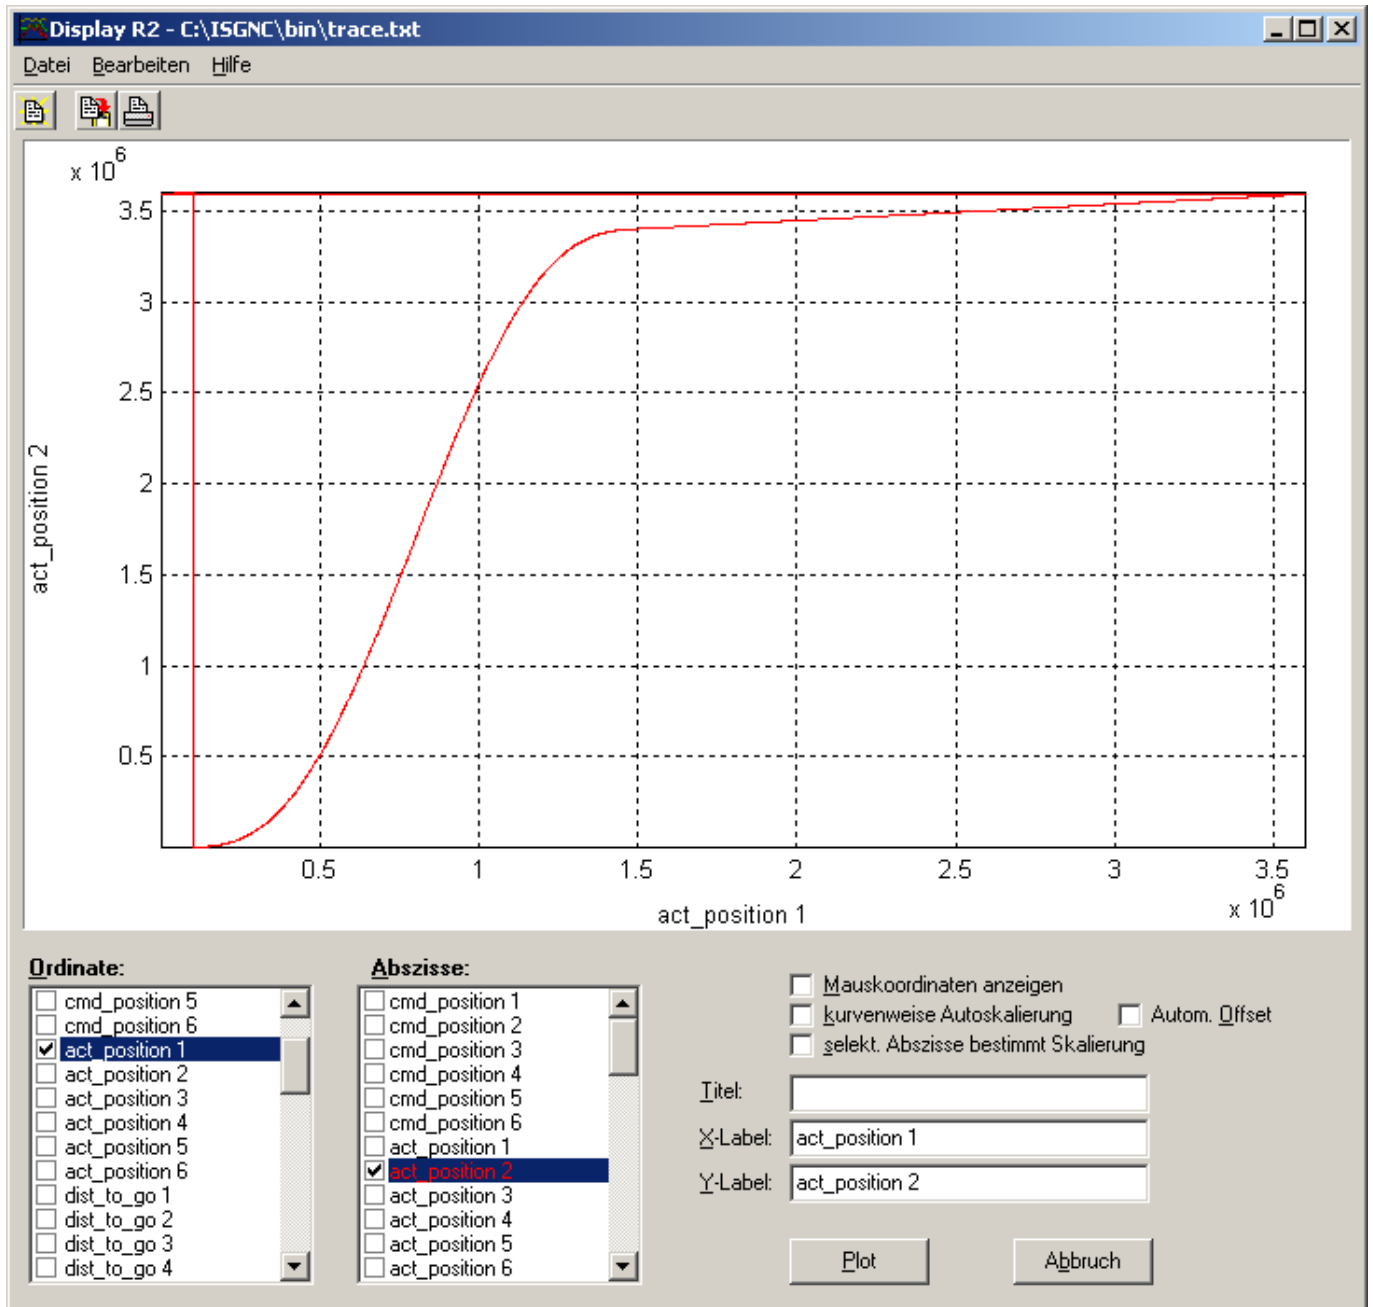 Display R2 - C:\ISGNC\bin\trace.txt
Datei Bearbeiten Hilfe
x 10^6
3.5
3
2.5
2
1.5
1
0.5
act_position 2
0.5 1 1.5 2 2.5 3 3.5
x 10^6
act_position 1
Ordinate:
cmd_position 5
cmd_position 6
act_position 1
act_position 2
act_position 3
act_position 4
act_position 5
act_position 6
dist_to_go 1
dist_to_go 2
dist_to_go 3
dist_to_go 4
Abszisse:
cmd_position 1
cmd_position 2
cmd_position 3
cmd_position 4
cmd_position 5
cmd_position 6
act_position 1
act_position 2
act_position 3
act_position 4
act_position 5
act_position 6
Mauskoordinaten anzeigen
kurvenweise Autoskalierung Autom. Offset
selekt. Abszisse bestimmt Skalierung
Titel:
X-Label: act_position 1
Y-Label: act_position 2
Plot Abbruch